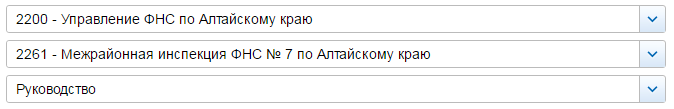 2200 - Управление ФНС по Алтайскому краю
2261 - Межрайонная инспекция ФНС № 7 по Алтайскому краю
Руководство